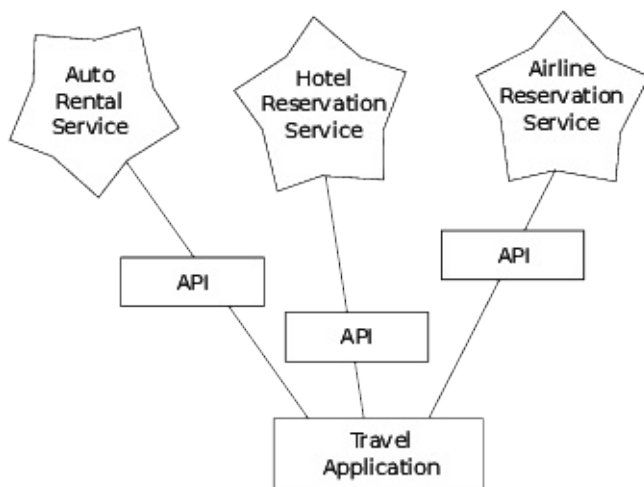 Auto
Rental
Service
Hotel
Reservation
Service
Airline
Reservation
Service
API
API
API
Travel
Application